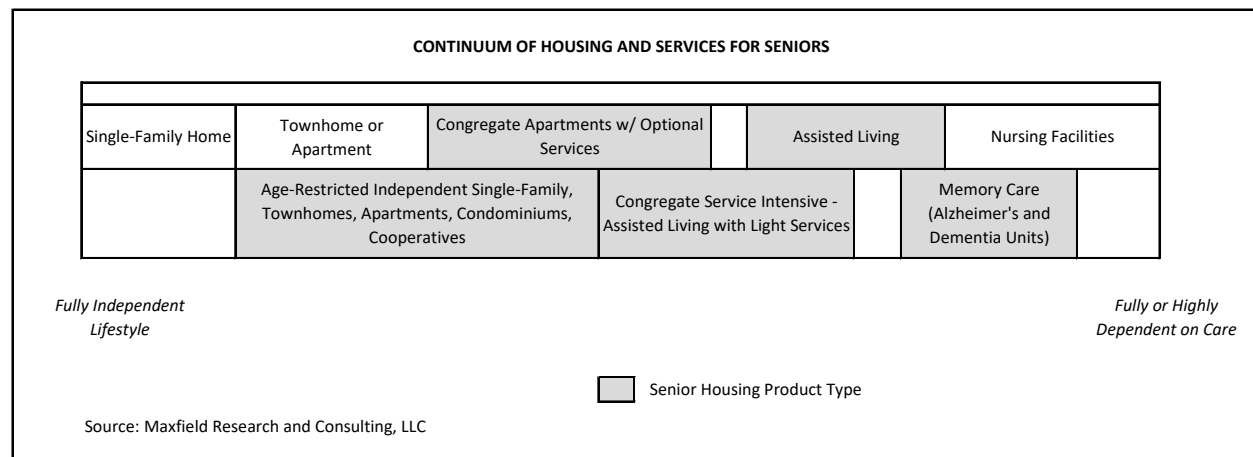 CONTINUUM OF HOUSING AND SERVICES FOR SENIORS
Single-Family Home
Townhome or
Apartment
Congregate Apartments w/ Optional
Services
Assisted Living
Nursing Facilities
Age-Restricted Independent Single-Family,
Townhomes, Apartments, Condominiums,
Cooperatives
Congregate Service Intensive -
Assisted Living with Light Services
Memory Care
(Alzheimer's and
Dementia Units)
Fully Independent
Lifestyle
Fully or Highly
Dependent on Care
Senior Housing Product Type
Source: Maxfield Research and Consulting, LLC